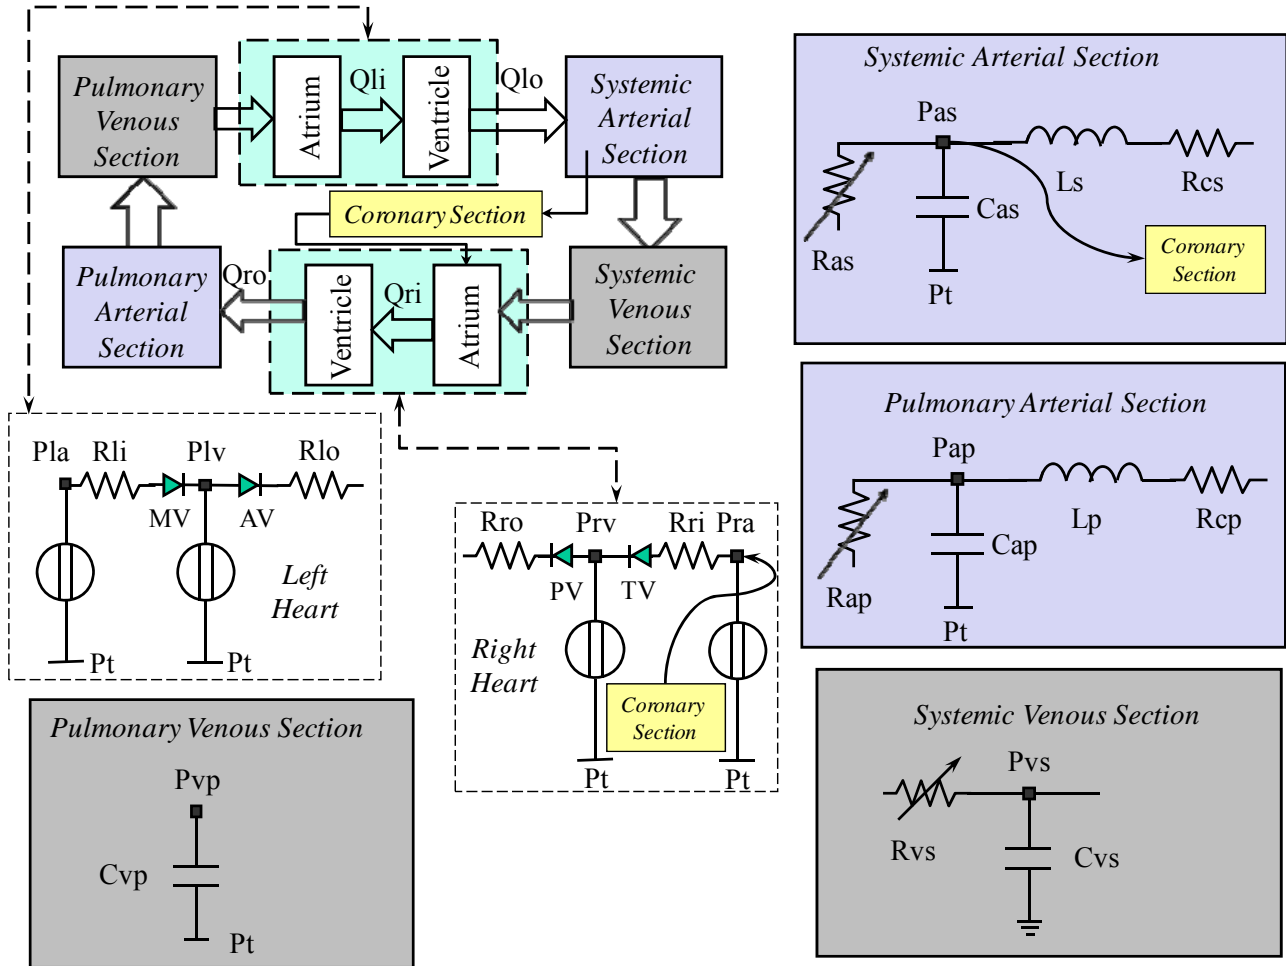 Pulmonary
Venous
Section
Atrium
Qli
Ventricle
Qlo
Systemic
Arterial
Section
Coronary Section
Pulmonary
Arterial
Section
Qro
Ventricle
Qri
Atrium
Systemic
Venous
Section
Pla
Rli
Plv
Rlo
MV
AV
Left
Heart
Pt
Pt
Rro
Prv
Rri
Pra
PV
TV
Right
Heart
Coronary
Section
Pt
Pt
Pulmonary Venous Section
Pvp
Cvp
Pt
Systemic Arterial Section
Pas
Ls
Rcs
Cas
Ras
Pt
Coronary
Section
Pulmonary Arterial Section
Pap
Lp
Rcp
Cap
Rap
Pt
Systemic Venous Section
Pvs
Rvs
Cvs